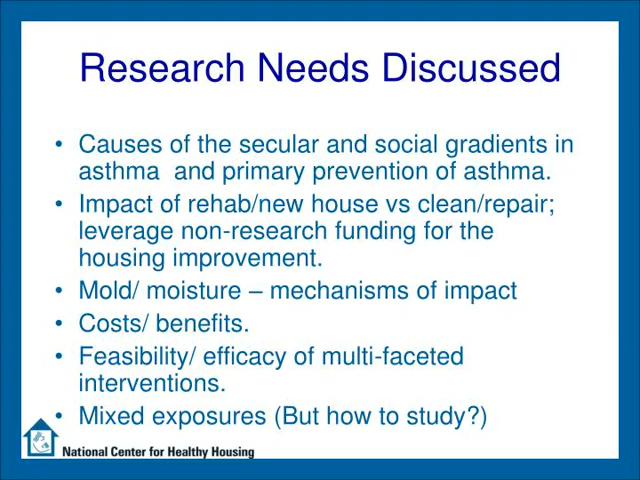 Research Needs Discussed
• Causes of the secular and social gradients in
asthma  and primary prevention of asthma.
• Impact of rehab/new house vs clean/repair;
leverage non-research funding for the
housing improvement.
• Mold/ moisture – mechanisms of impact
• Costs/ benefits.
• Feasibility/ efficacy of multi-faceted
interventions.
• Mixed exposures (But how to study?)
National Center for Healthy Housing